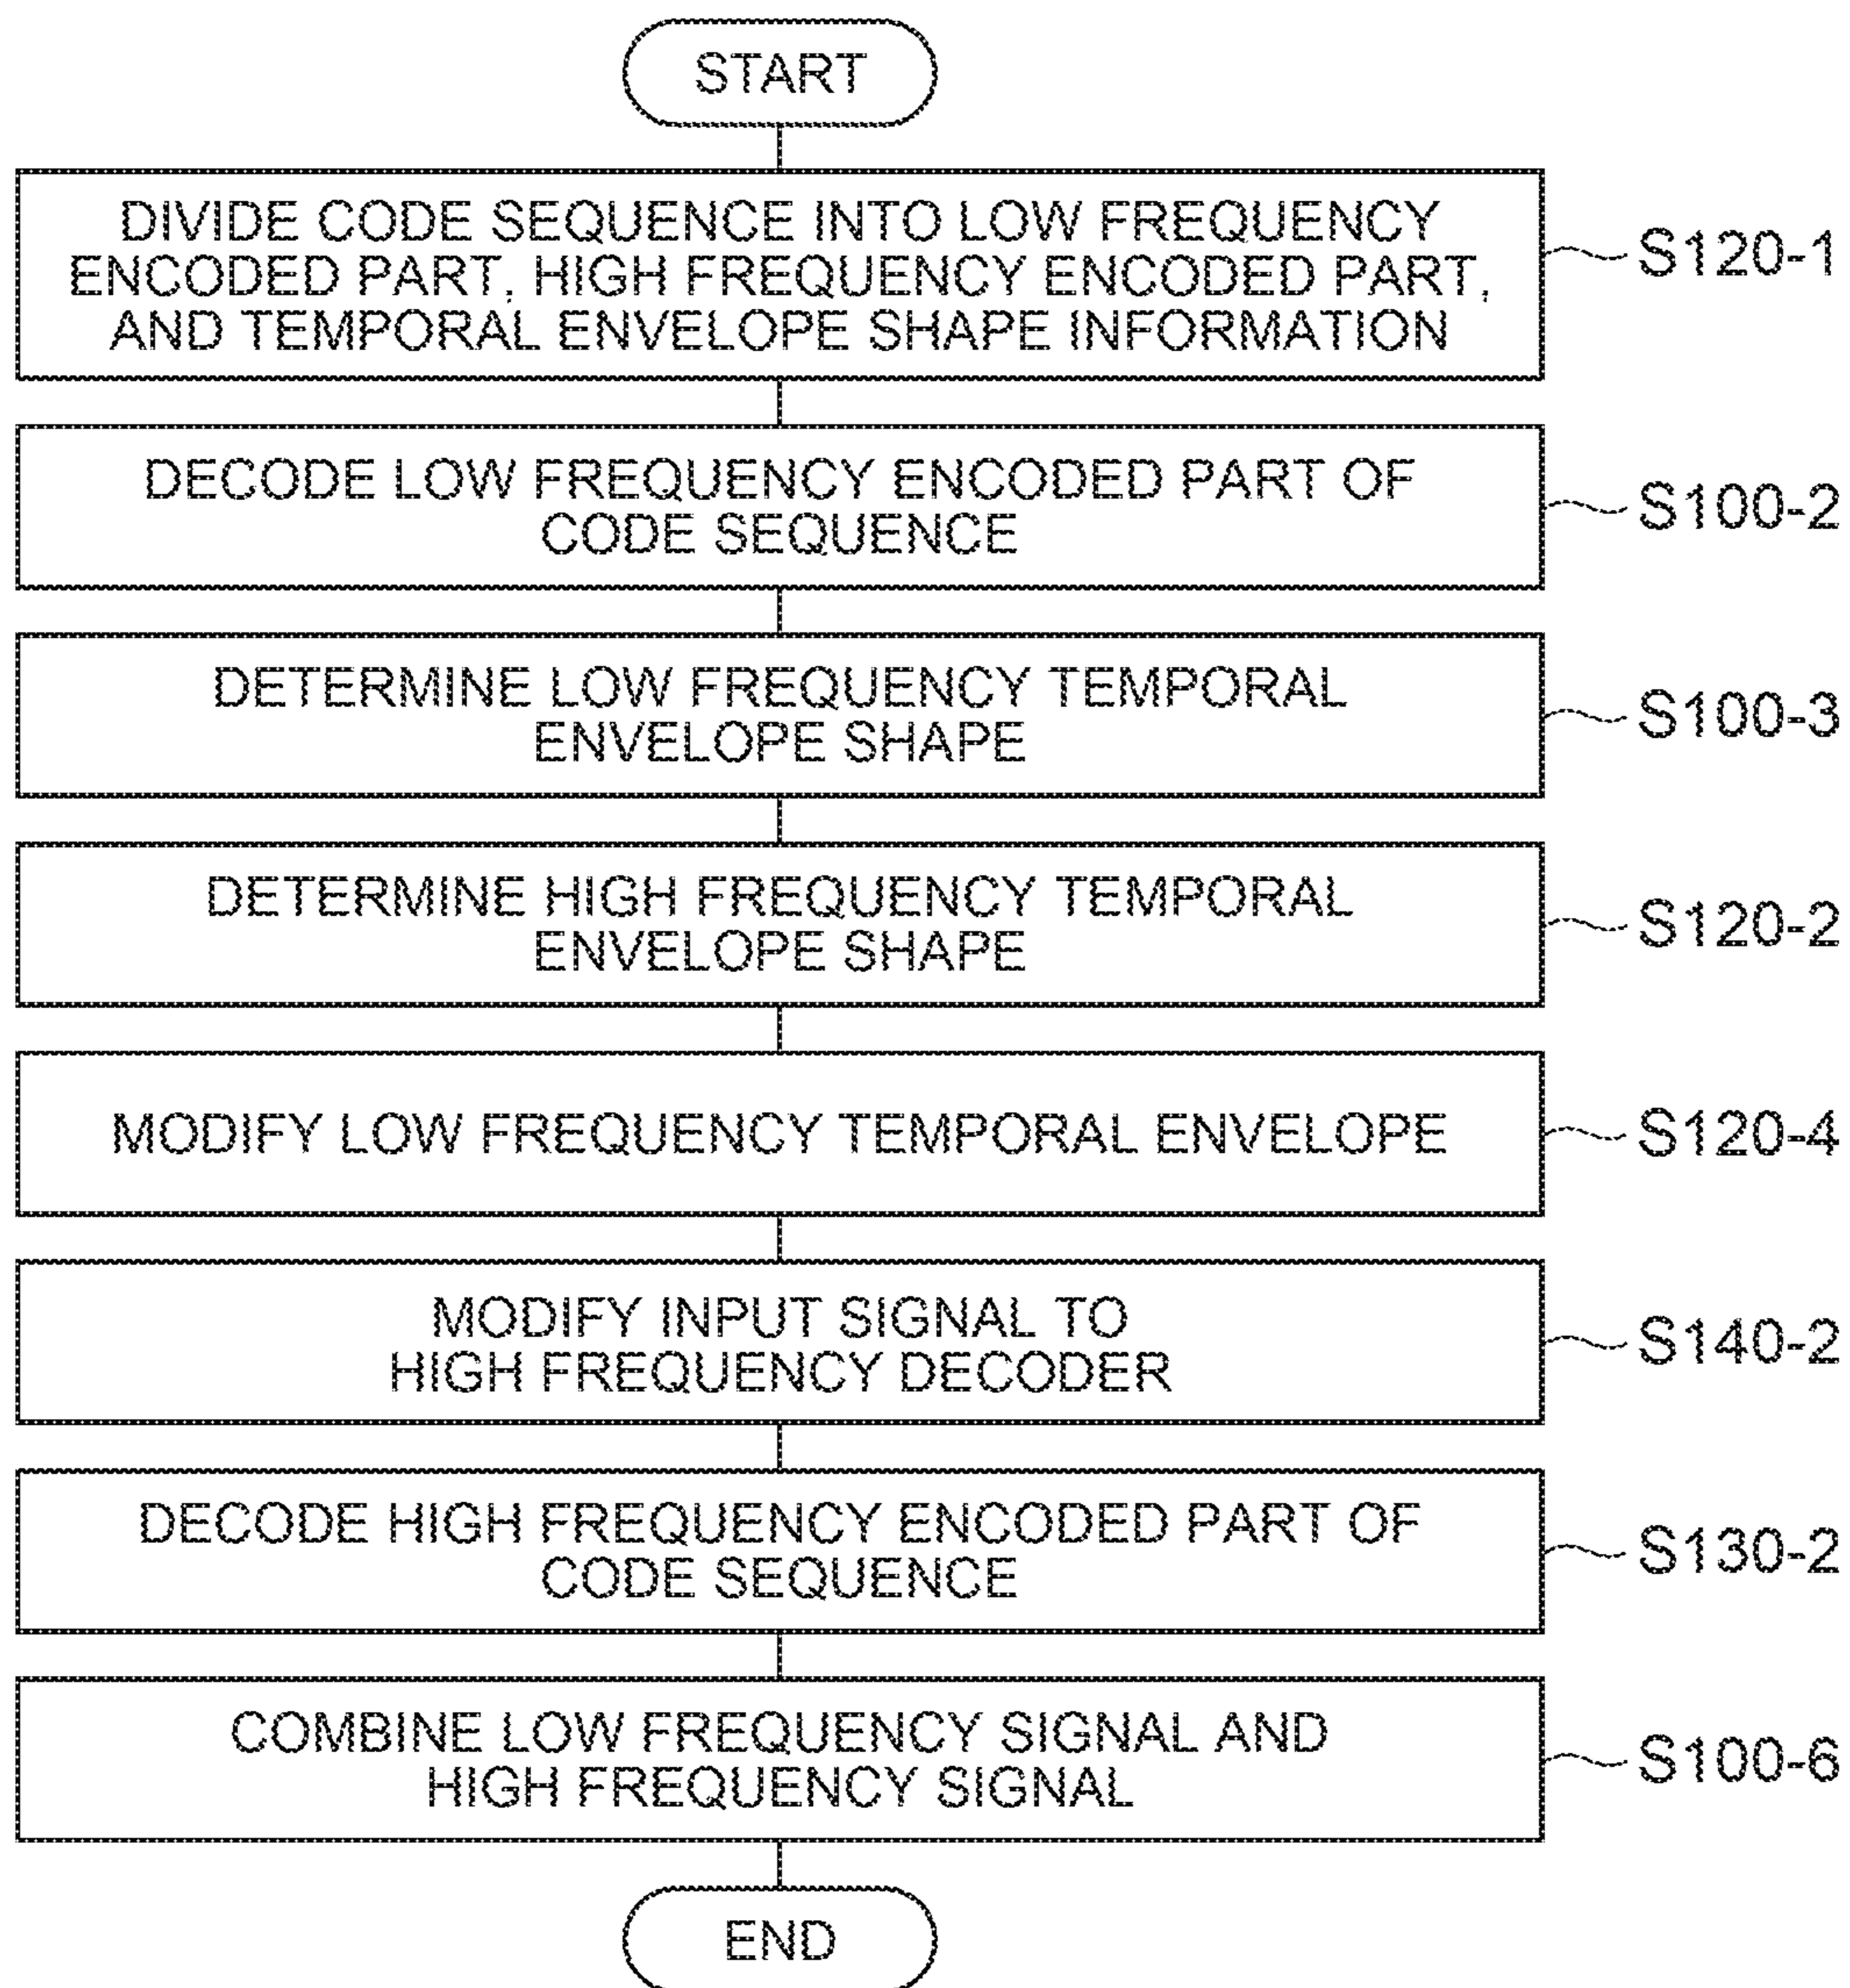 START
DIVIDE CODE SEQUENCE INTO LOW FREQUENCY
ENCODED PART, HIGH FREQUENCY ENCODED PART,
AND TEMPORAL ENVELOPE SHAPE INFORMATION
S120-1
DECODE LOW FREQUENCY ENCODED PART OF
CODE SEQUENCE
S100-2
DETERMINE LOW FREQUENCY TEMPORAL
ENVELOPE SHAPE
S100-3
DETERMINE HIGH FREQUENCY TEMPORAL
ENVELOPE SHAPE
S120-2
MODIFY LOW FREQUENCY TEMPORAL ENVELOPE
S120-4
MODIFY INPUT SIGNAL TO
HIGH FREQUENCY DECODER
S140-2
DECODE HIGH FREQUENCY ENCODED PART OF
CODE SEQUENCE
S130-2
COMBINE LOW FREQUENCY SIGNAL AND
HIGH FREQUENCY SIGNAL
S100-6
END